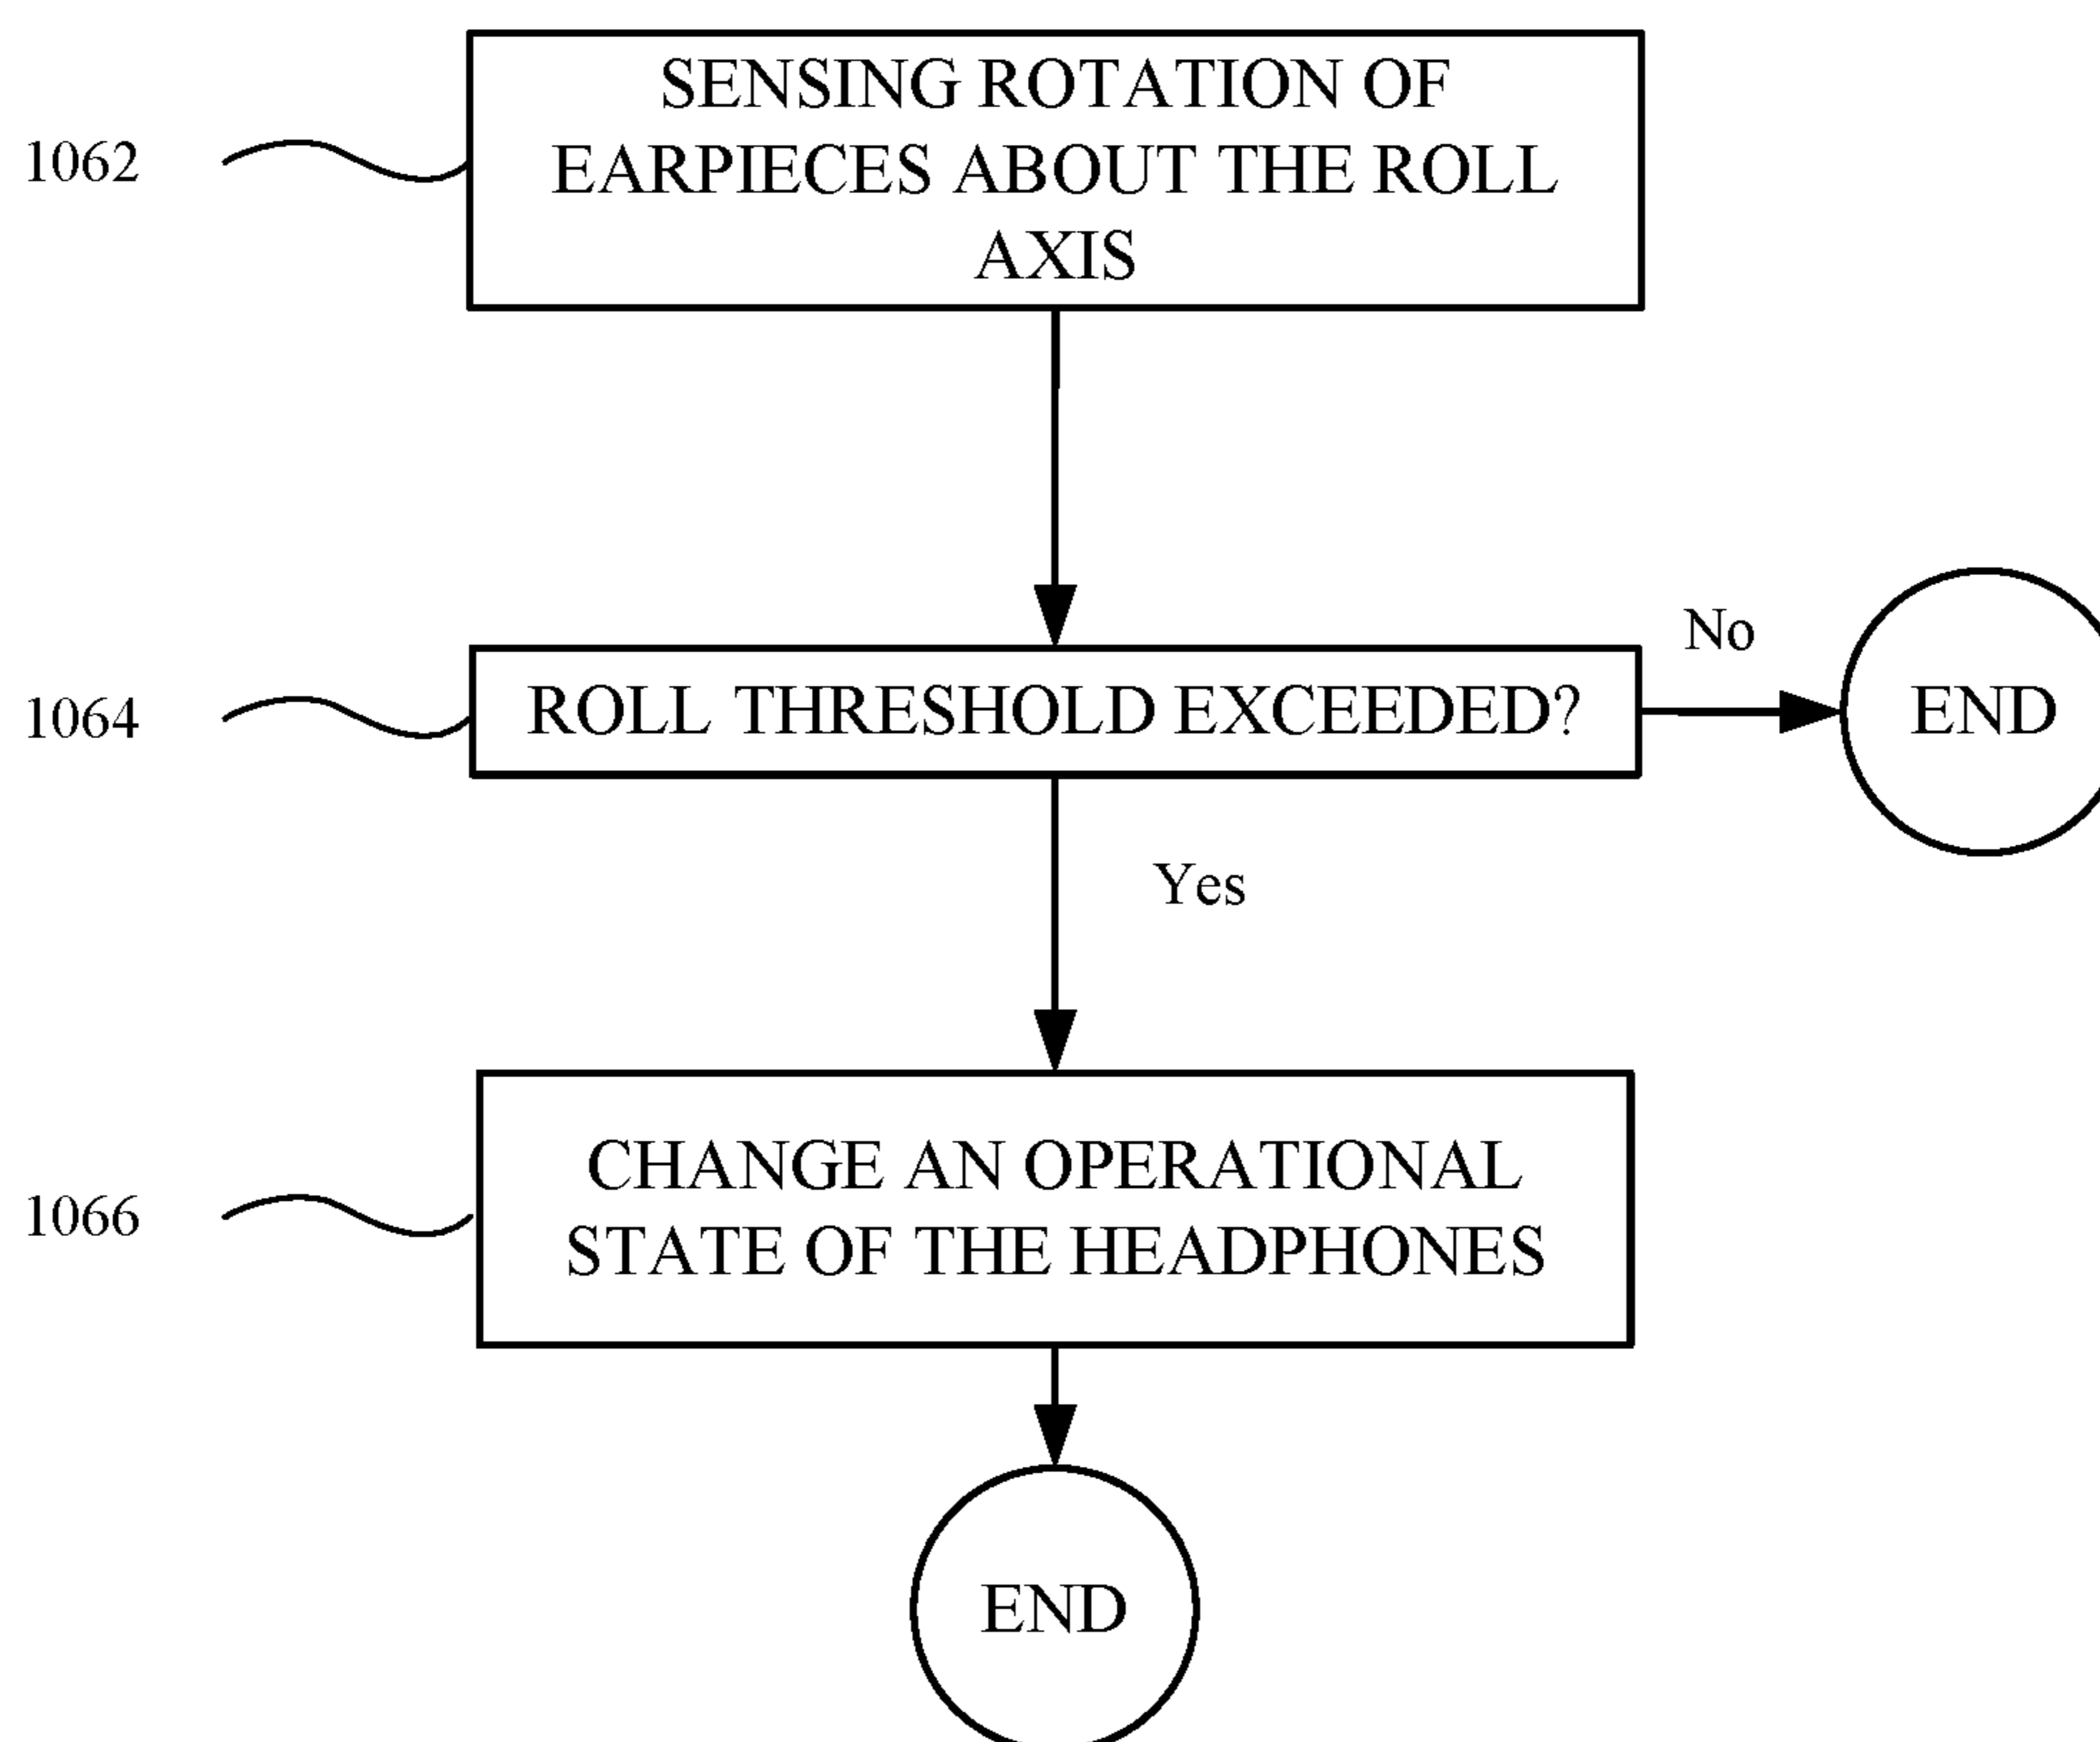 SENSING ROTATION OF
EARPIECES ABOUT THE ROLL
AXIS
1062
ROLL THRESHOLD EXCEEDED?
1064
No
END
Yes
CHANGE AN OPERATIONAL
STATE OF THE HEADPHONES
1066
END